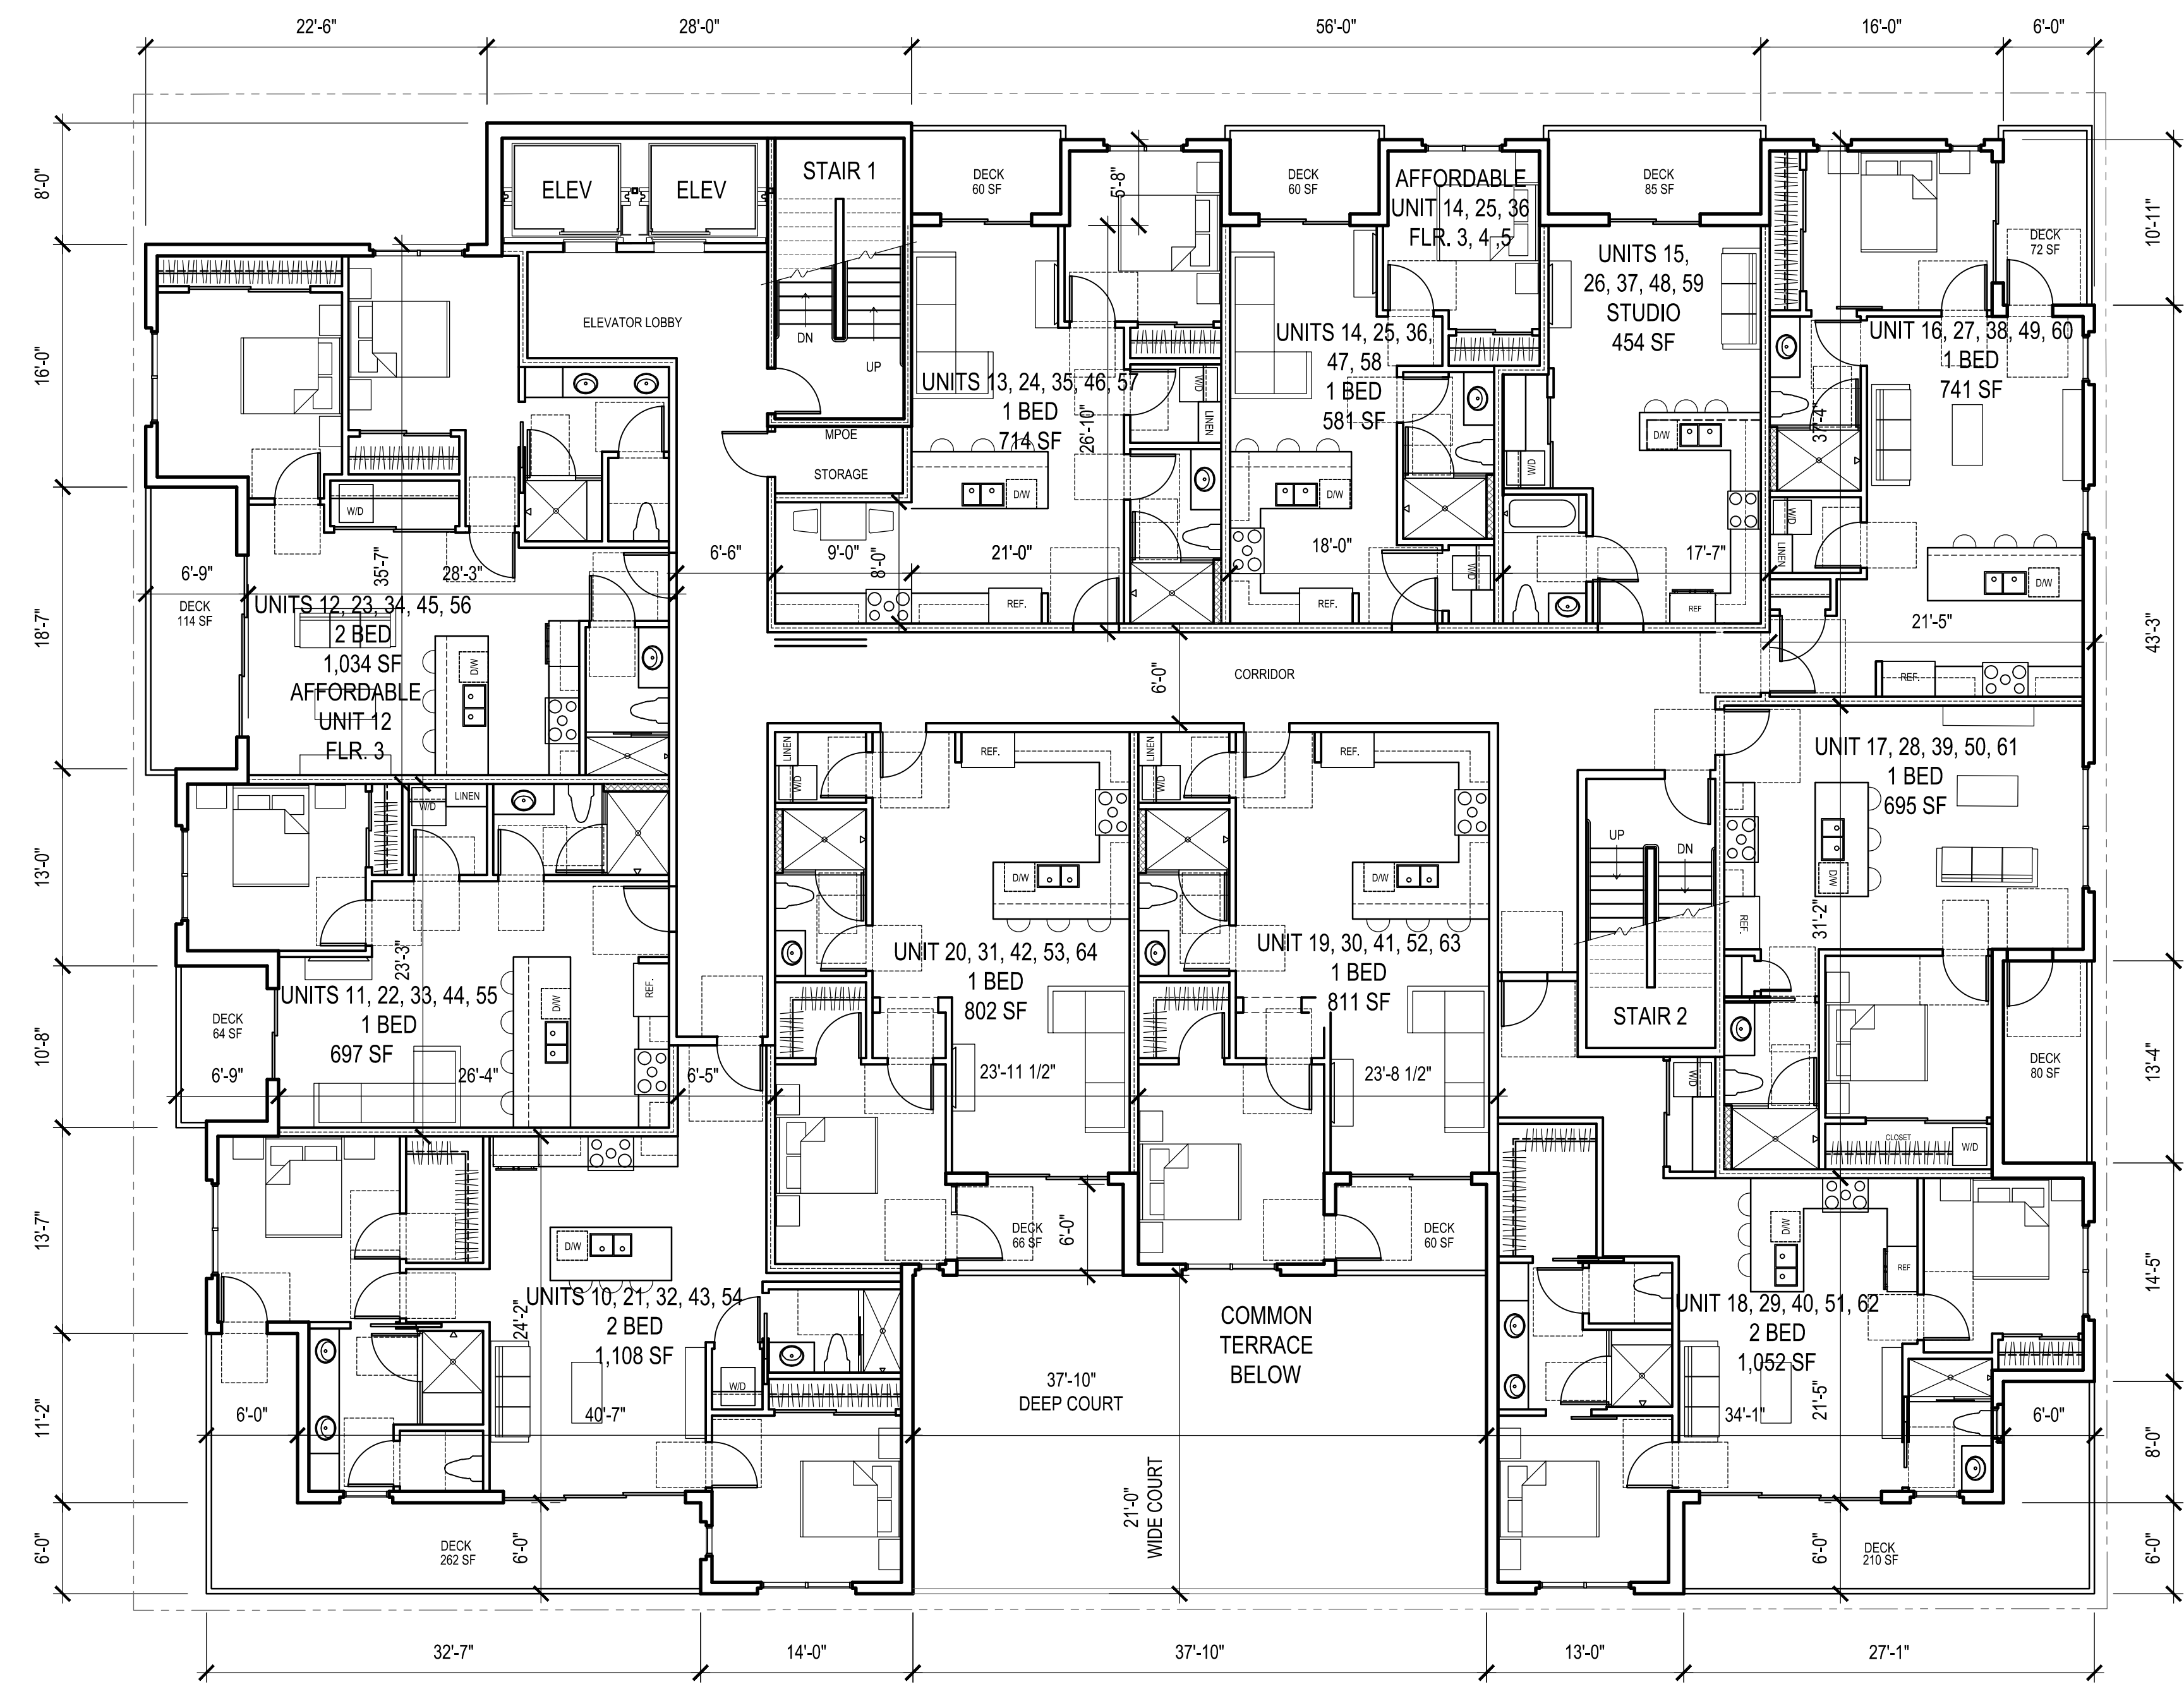 22'-6"
28'-0"
56'-0"
16'-0"
6'-0"
8'-0"
16'-0"
18'-7"
13'-0"
10'-8"
13'-7"
11'-2"
6'-0"
ELEV
ELEV
STAIR 1
DN
UP
ELEVATOR LOBBY
MPOE
STORAGE
DECK
60 SF
5'-8"
DECK
60 SF
AFFORDABLE
UNIT 14, 25, 36
FLR. 3, 4 ,5
DECK
85 SF
DECK
72 SF
10'-11"
UNITS 13, 24, 35, 46, 57
1 BED
714 SF
26'-10"
W/D
LINEN
D/W
UNITS 14, 25, 36,
47, 58
1 BED
581 SF
D/W
UNITS 15,
26, 37, 48, 59
STUDIO
454 SF
D/W
W/D
UNIT 16, 27, 38, 49, 60
1 BED
741 SF
37'-4"
W/D
LINEN
D/W
W/D
6'-9"
35'-7"
28'-3"
6'-6"
9'-0"
8'-0"
21'-0"
18'-0"
17'-7"
21'-5"
43'-3"
REF.
REF.
W/D
REF
REF.
DECK
114 SF
UNITS 12, 23, 34, 45, 56
2 BED
1,034 SF
AFFORDABLE
UNIT 12
FLR. 3
D/W
6'-0"
CORRIDOR
W/D
LINEN
LINEN
W/D
REF.
LINEN
W/D
REF.
D/W
D/W
UNIT 17, 28, 39, 50, 61
1 BED
695 SF
D/W
REF.
31'-2"
UP
DN
STAIR 2
23'-3"
UNITS 11, 22, 33, 44, 55
1 BED
697 SF
D/W
REF.
DECK
64 SF
6'-9"
26'-4"
6'-5"
UNIT 20, 31, 42, 53, 64
1 BED
802 SF
23'-11 1/2"
UNIT 19, 30, 41, 52, 63
1 BED
811 SF
23'-8 1/2"
W/D
CLOSET
W/D
DECK
80 SF
13'-4"
DECK
66 SF
6'-0"
DECK
60 SF
D/W
UNITS 10, 21, 32, 43, 54
2 BED
1,108 SF
24'-2"
W/D
6'-0"
40'-7"
COMMON
TERRACE
BELOW
37'-10"
DEEP COURT
21'-0"
WIDE COURT
D/W
REF
UNIT 18, 29, 40, 51, 62
2 BED
1,052 SF
21'-5"
34'-1"
6'-0"
14'-5"
8'-0"
6'-0"
DECK
262 SF
6'-0"
6'-0"
DECK
210 SF
32'-7"
14'-0"
37'-10"
13'-0"
27'-1"